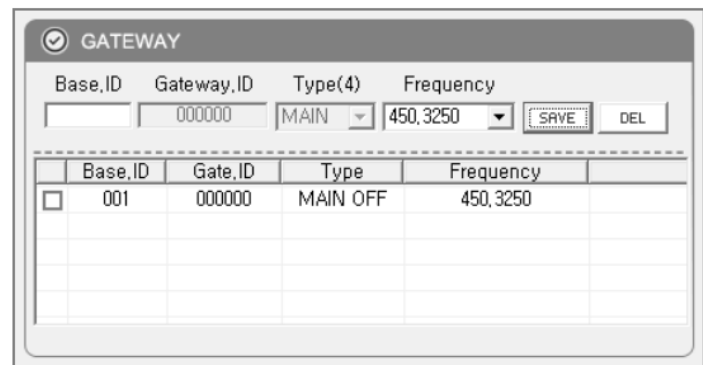 GATEWAY
Base,ID Gateway,ID Type(4) Frequency
000000 MAIN 450,3250 SAVE DEL
Base,ID Gate,ID Type Frequency
001 000000 MAIN OFF 450,3250